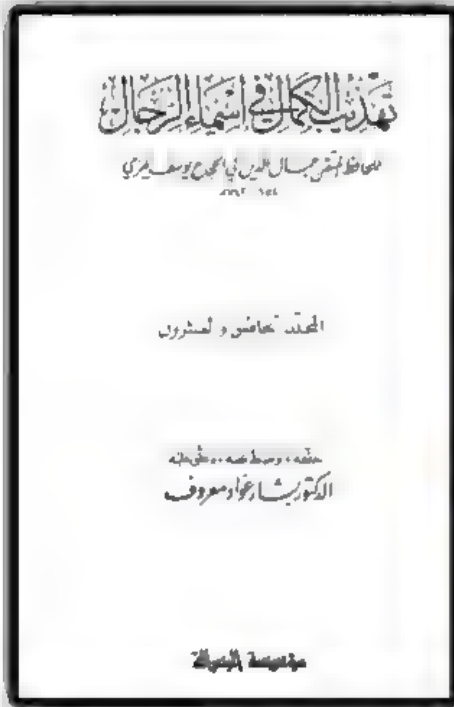 تهذيب الكمال في أسماء الرجال
للحافظ المتقن جمال الدين أبي الحجاج يوسف المزي
المجلد الخامس والعشرون
حققه، وضبط نصه، وعلق عليه
الدكتور بشار عواد معروف
مؤسسة الرسالة